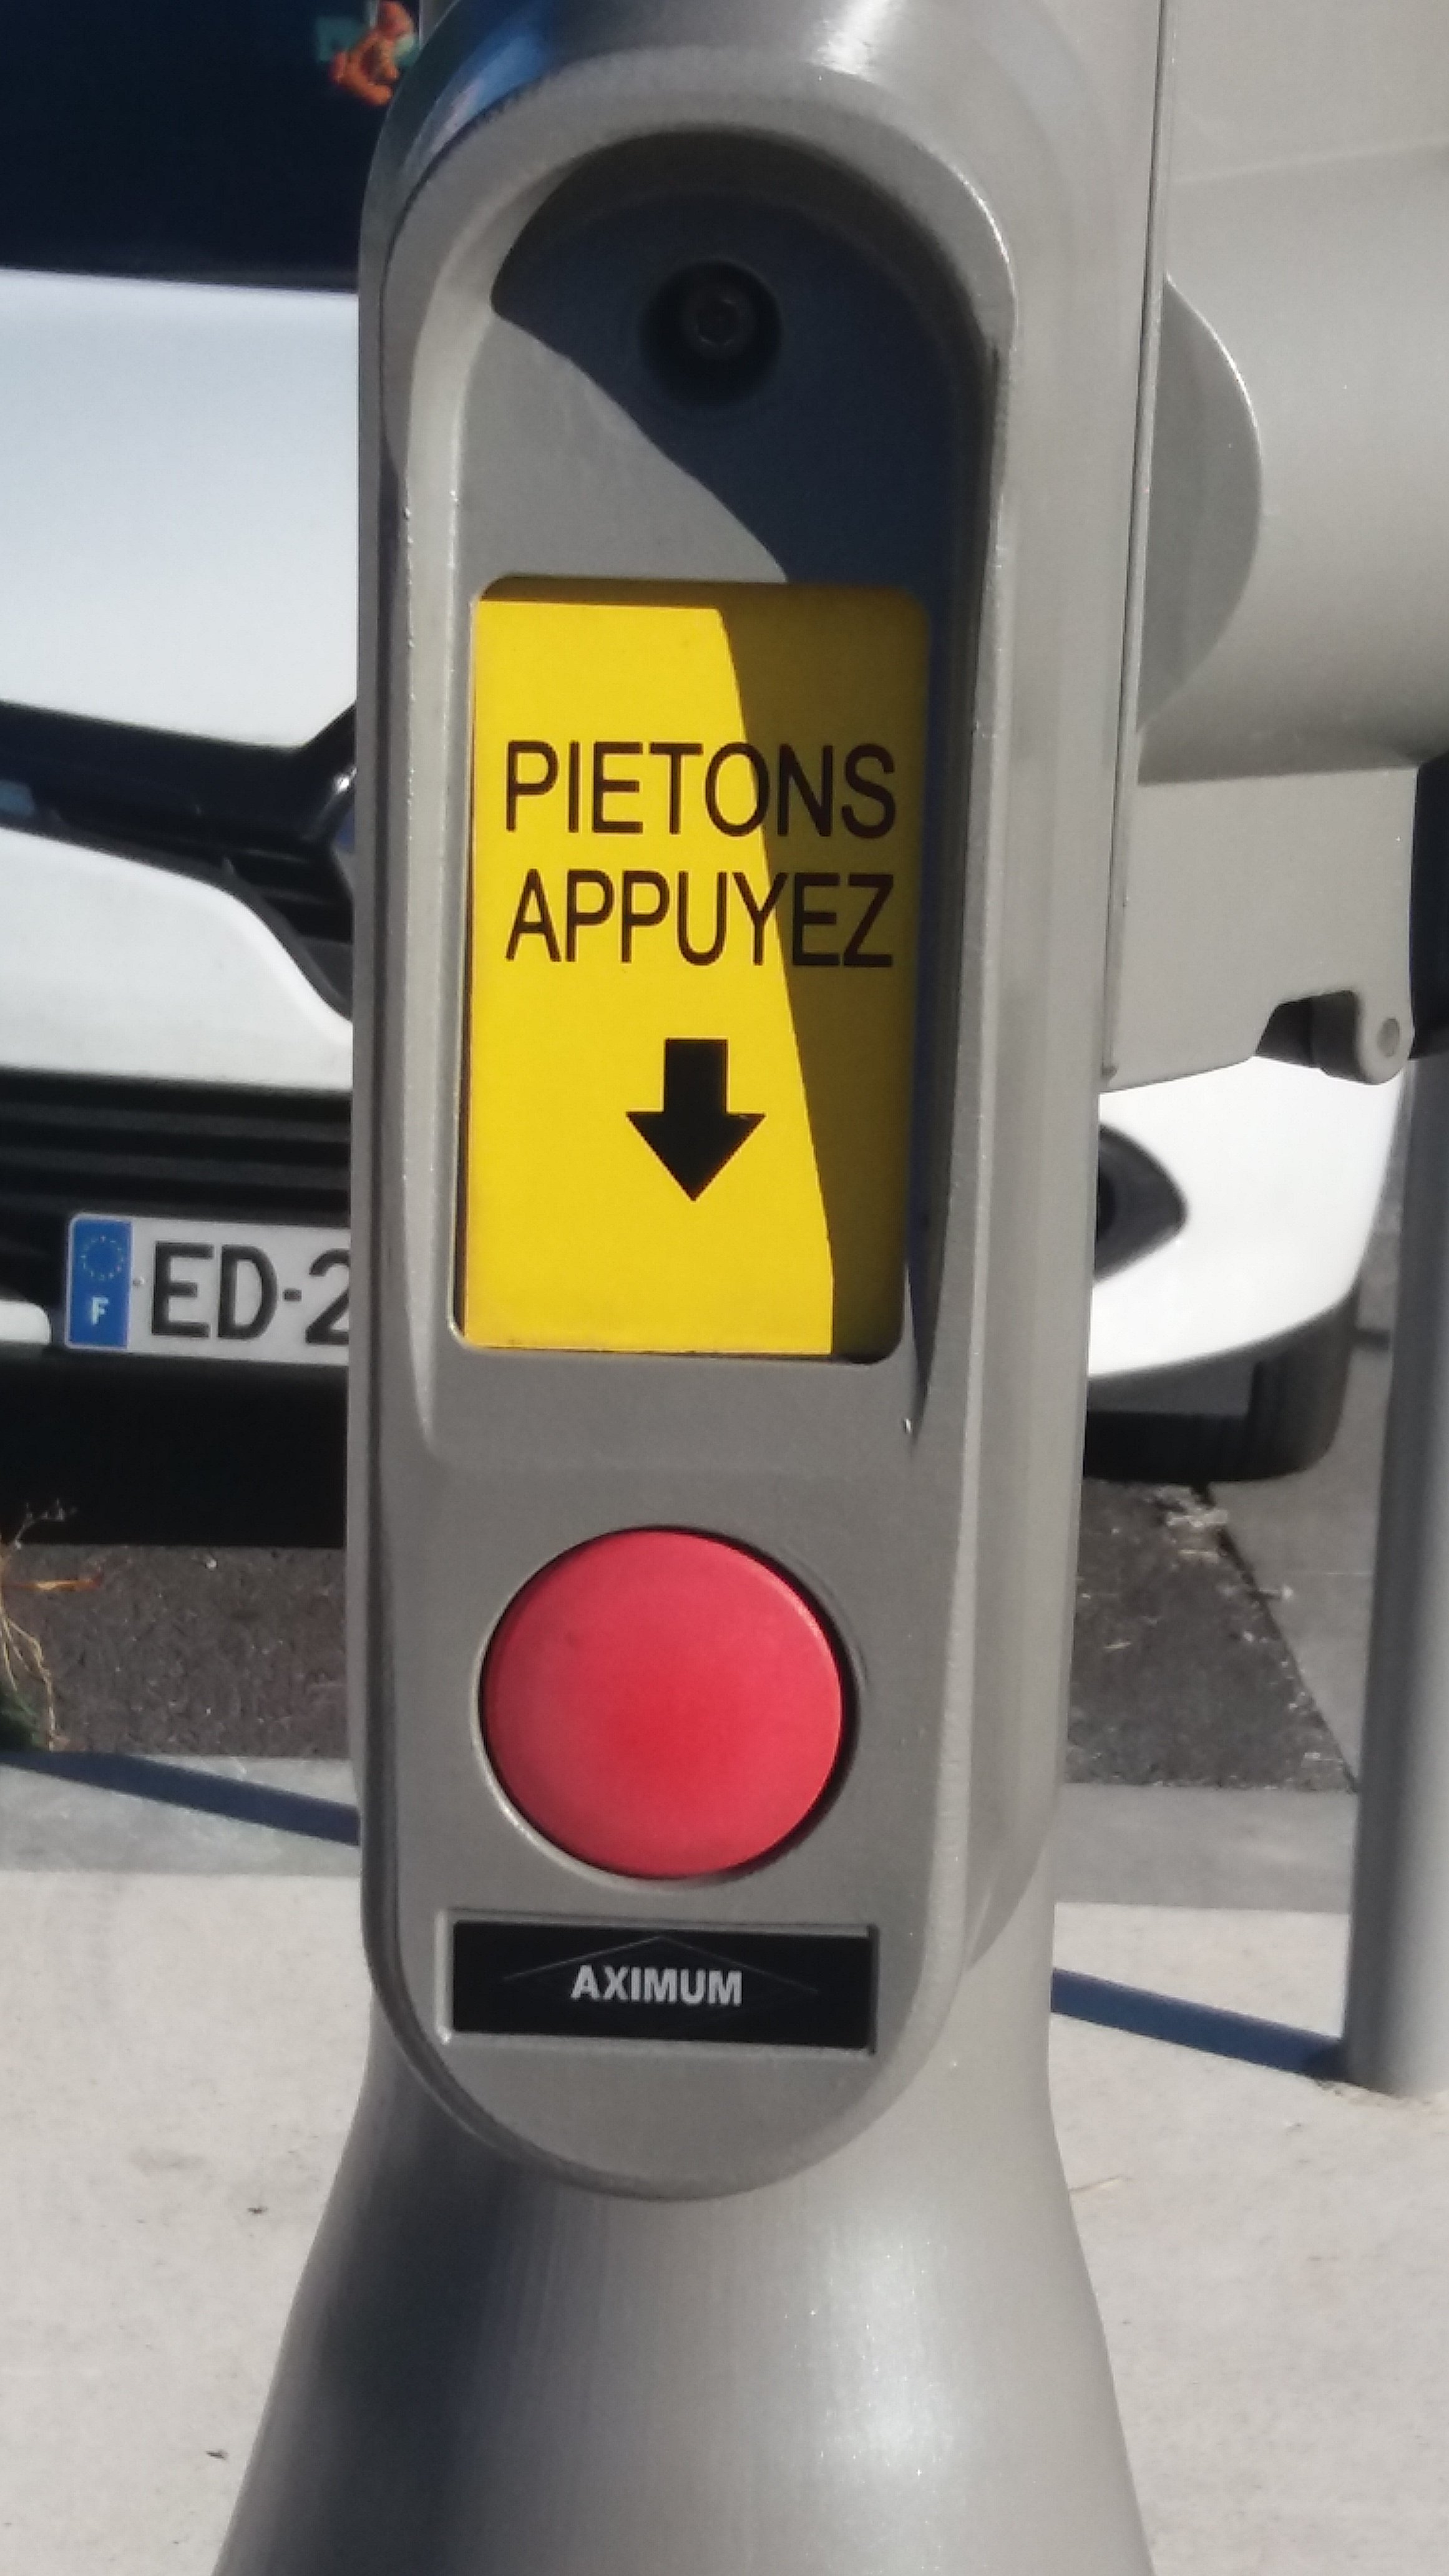 PIETONS
APPUYEZ
F
ED-2
AXIMUM